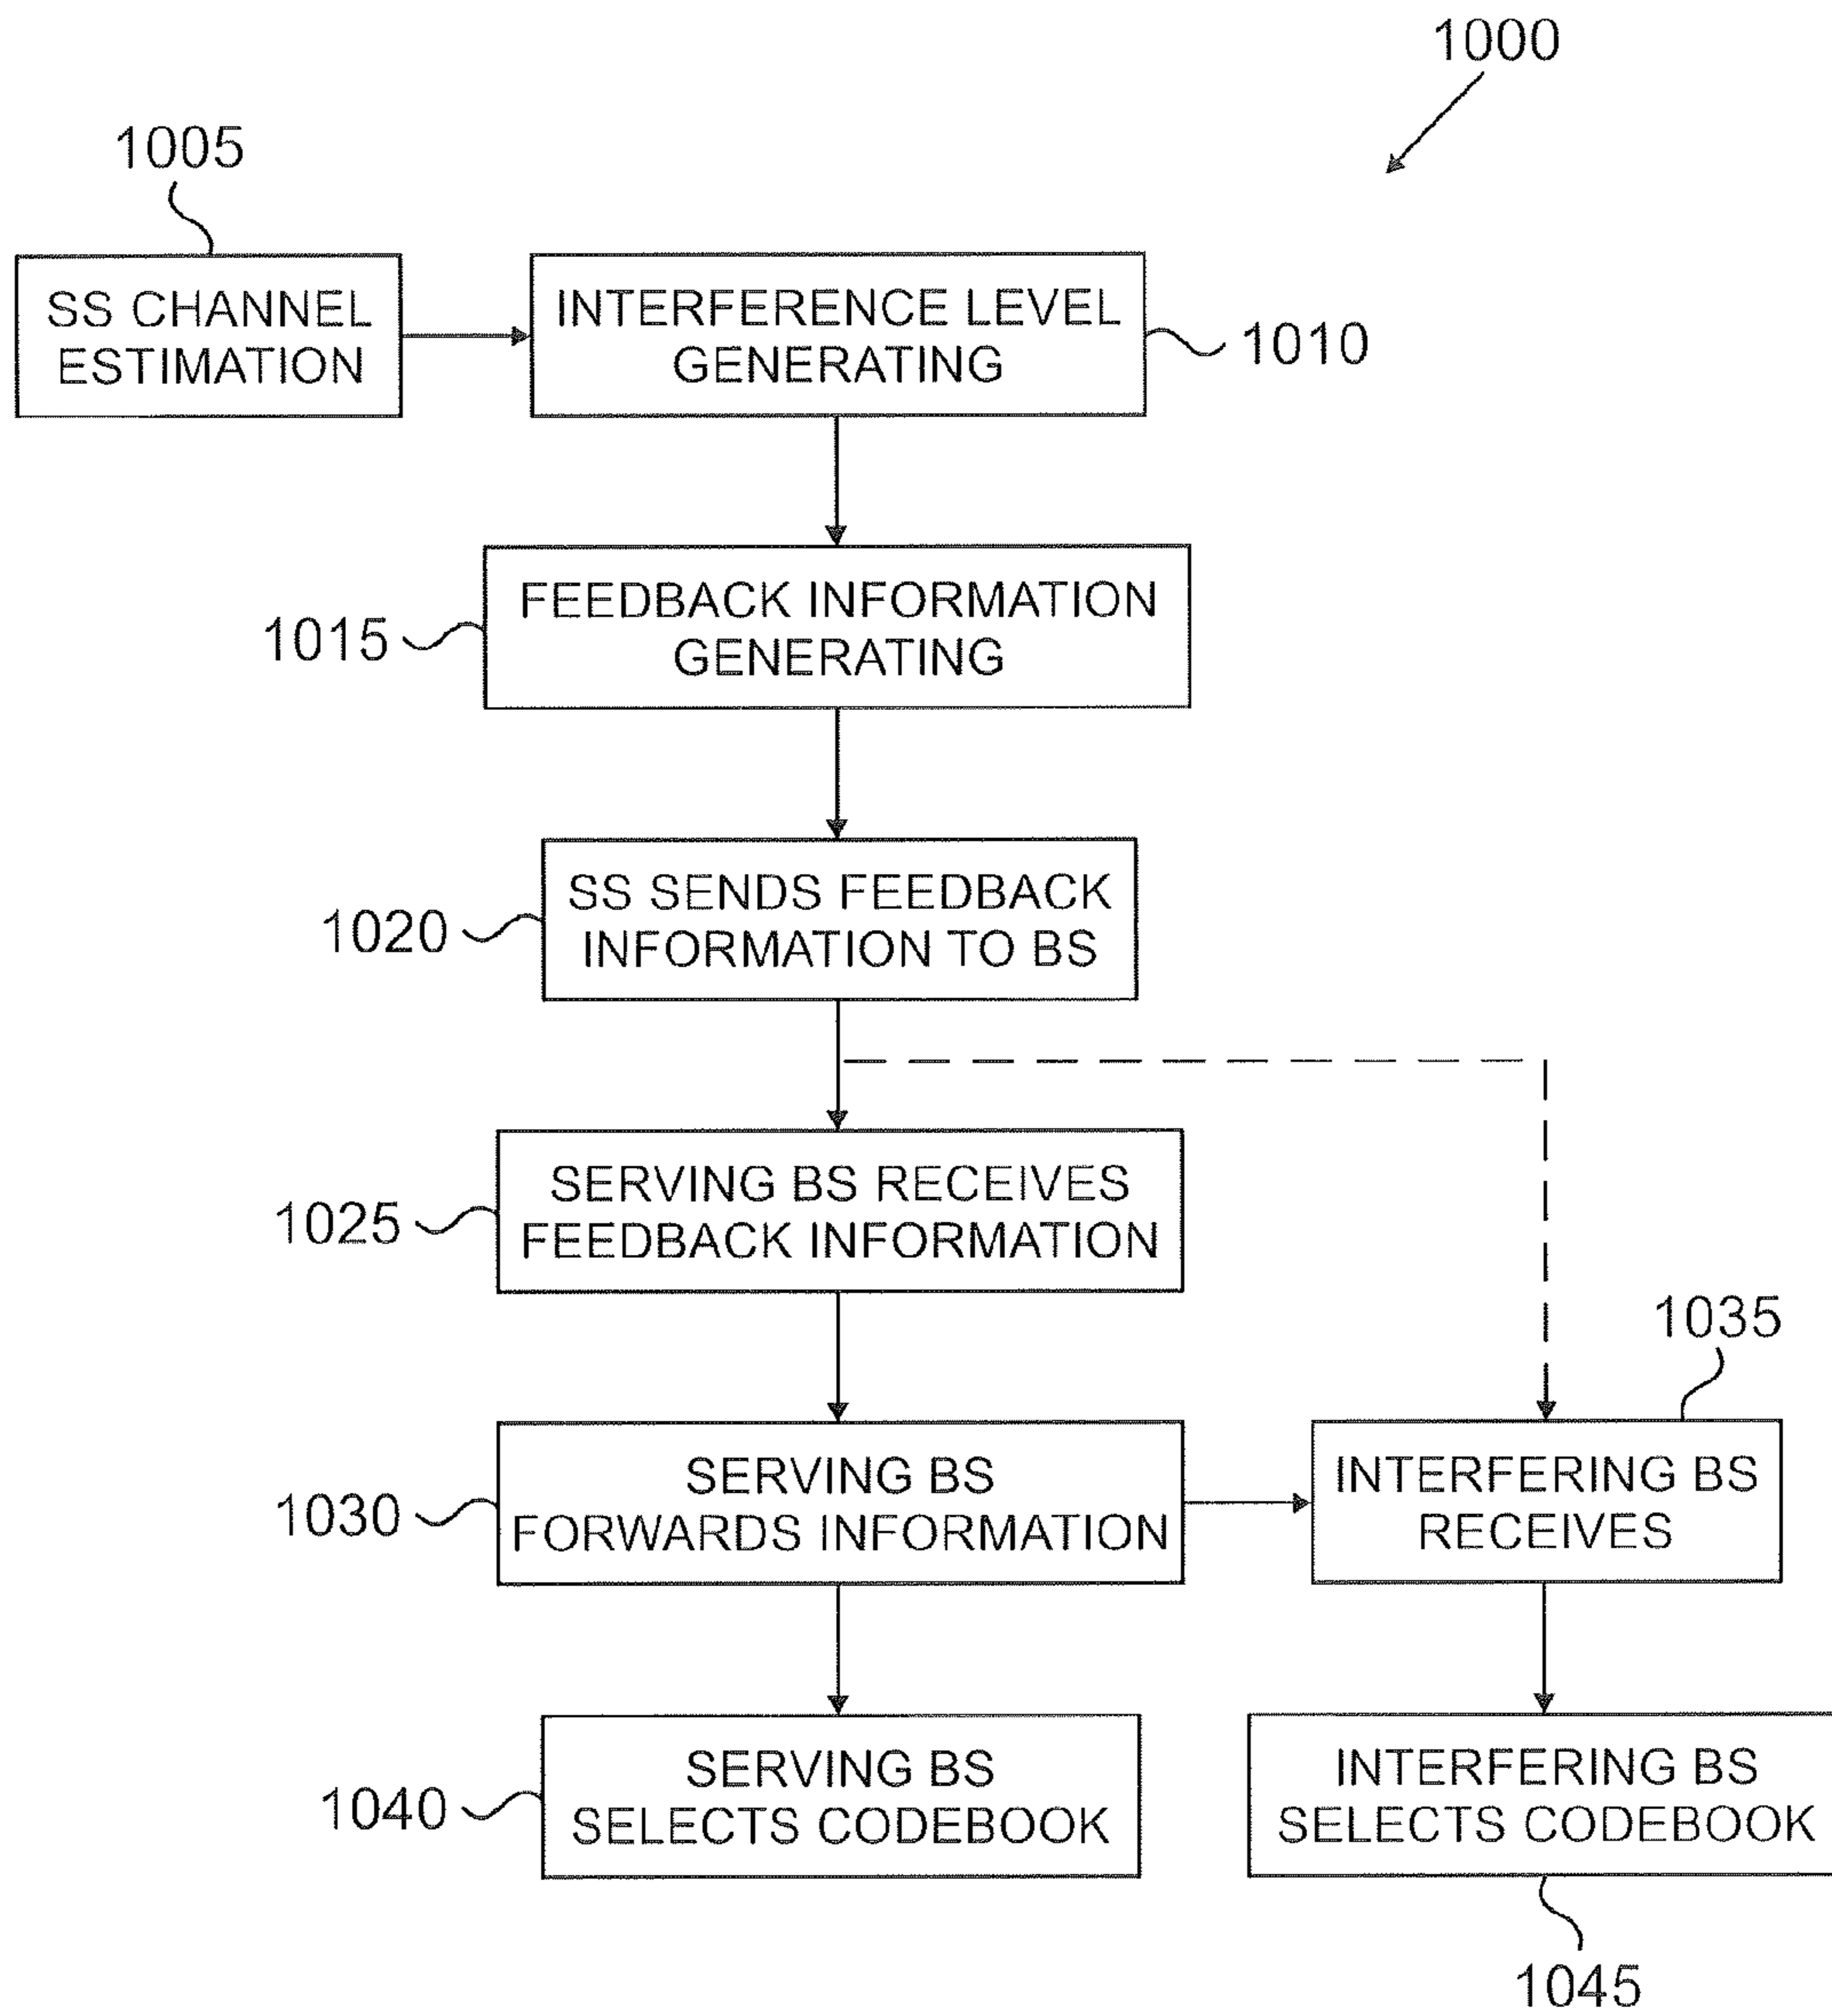 1000
1005
SS CHANNEL
ESTIMATION
INTERFERENCE LEVEL
GENERATING
1010
FEEDBACK INFORMATION
GENERATING
1015
SS SENDS FEEDBACK
INFORMATION TO BS
1020
SERVING BS RECEIVES
FEEDBACK INFORMATION
1025
1035
SERVING BS
FORWARDS INFORMATION
1030
INTERFERING BS
RECEIVES
SERVING BS
SELECTS CODEBOOK
1040
INTERFERING BS
SELECTS CODEBOOK
1045